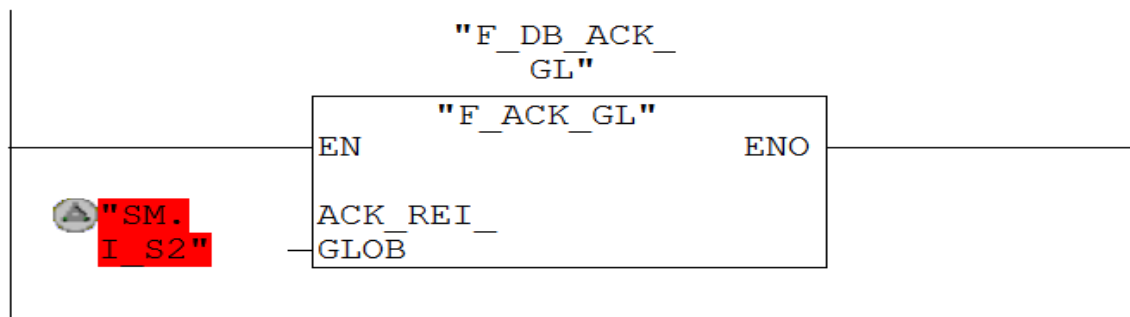 "F_DB_ACK_
GL"
"F_ACK_GL"
EN ENO
"SM.
I_S2"
ACK_REI_
GLOB